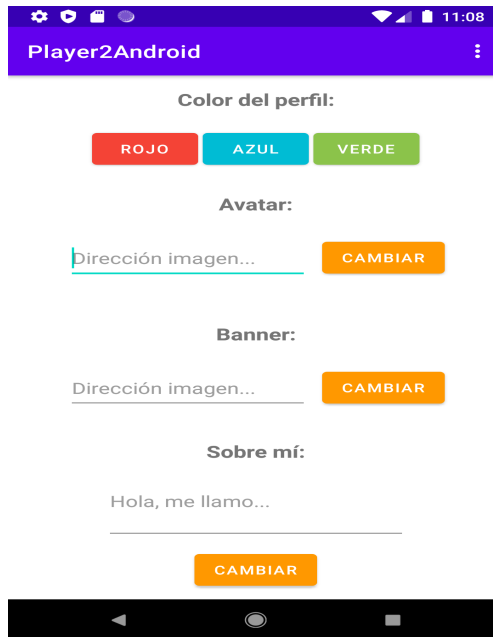 11:08
Player2Android
Color del perfil:
ROJO AZUL VERDE
Avatar:
Dirección imagen... CAMBIAR
Banner:
Dirección imagen... CAMBIAR
Sobre mí:
Hola, me llamo...
CAMBIAR